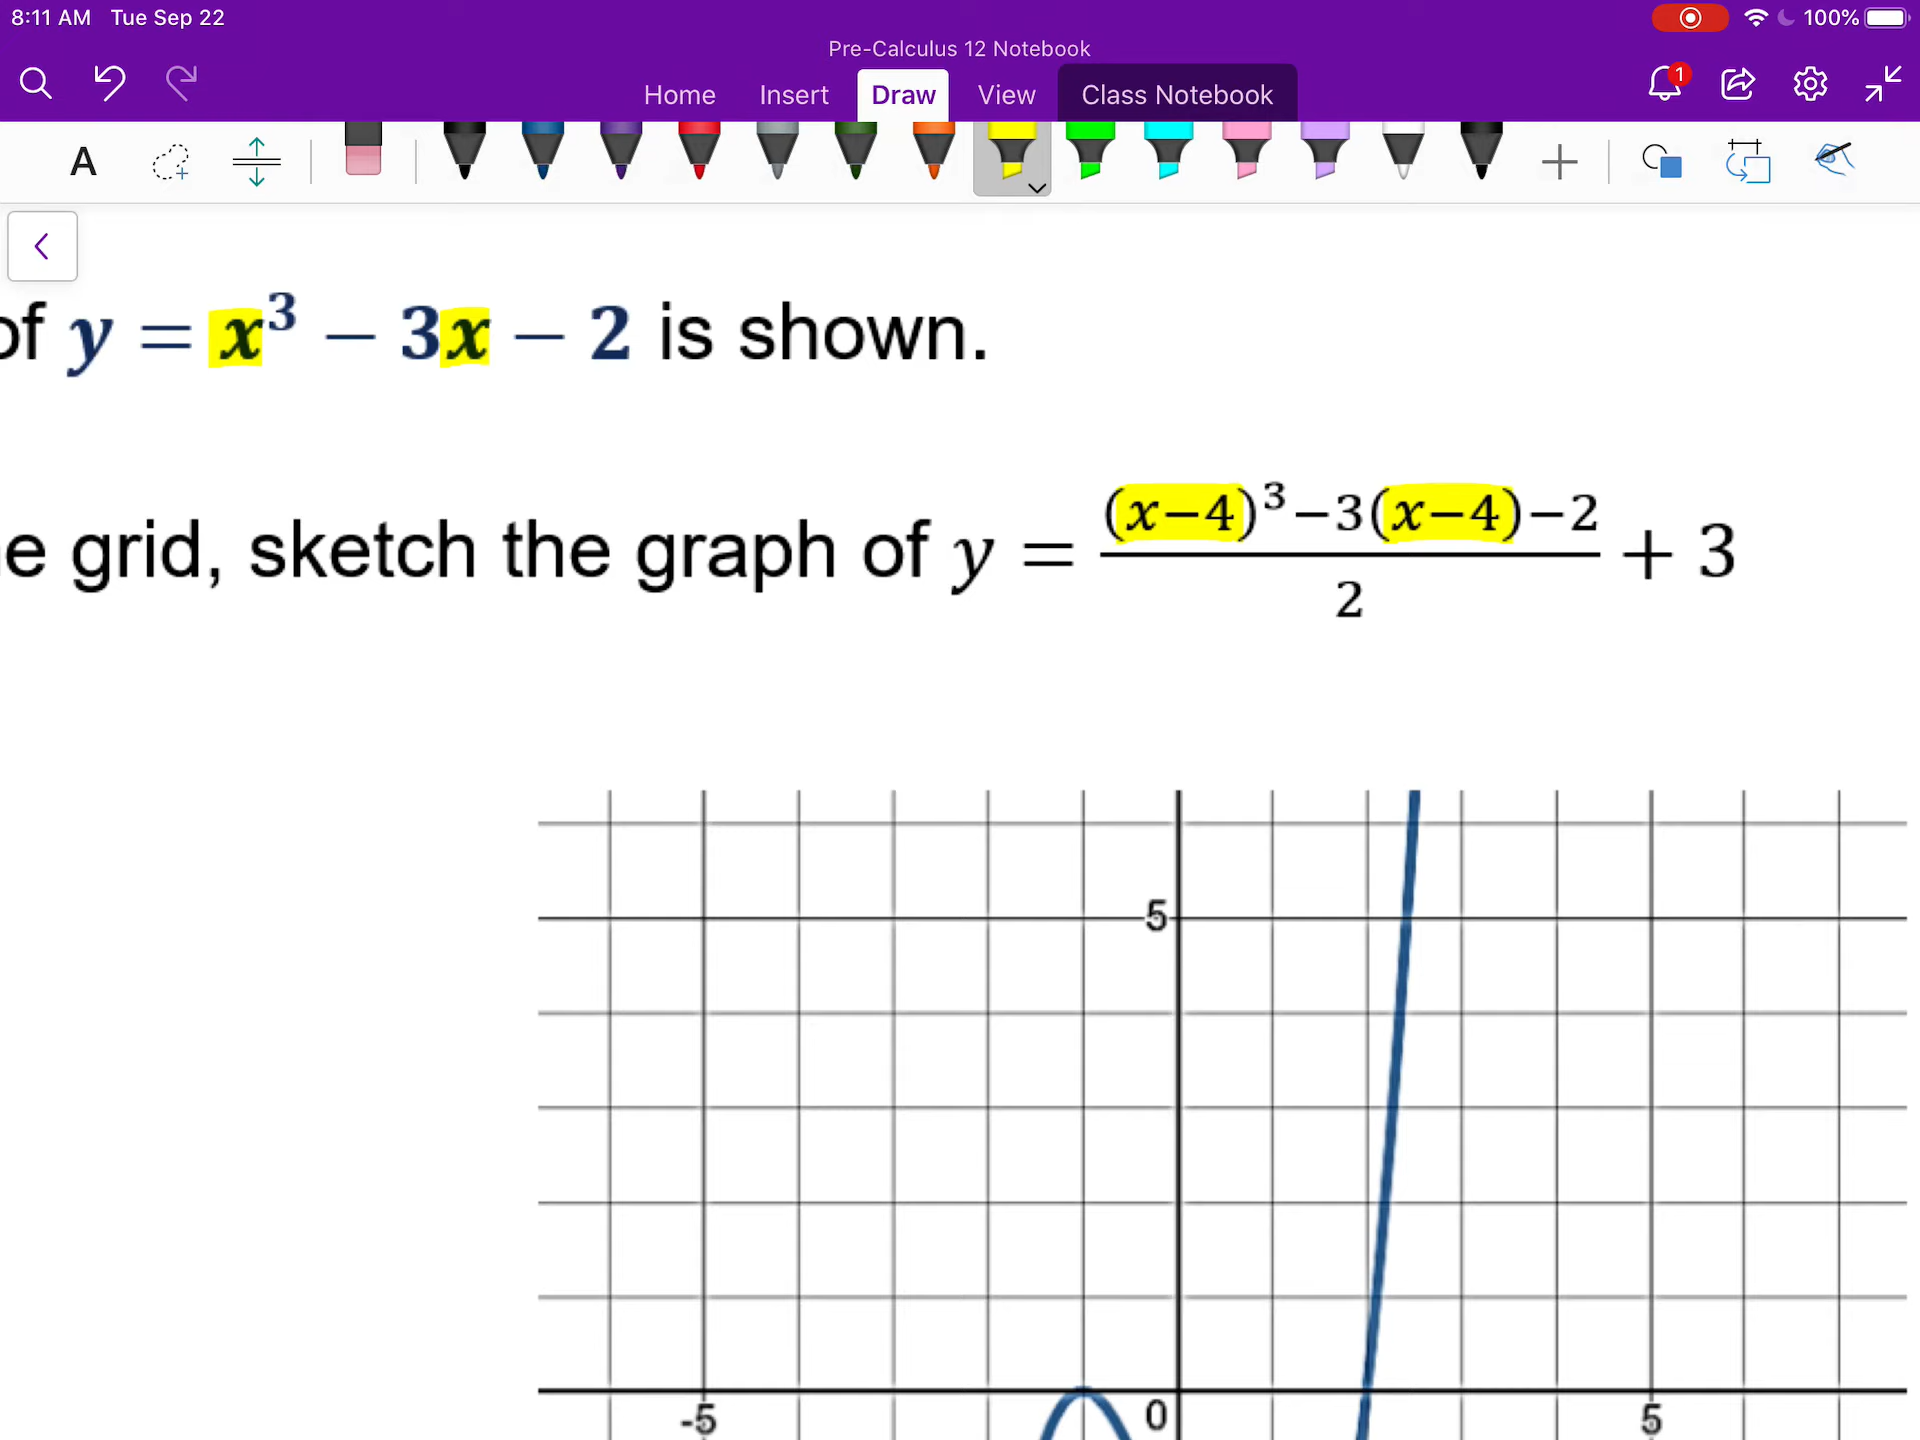 8:11 AM Tue Sep 22
100%
Pre-Calculus 12 Notebook
Home Insert Draw View Class Notebook
1
A
of y = x³ − 3x − 2 is shown.
e grid, sketch the graph of y = ((x−4)³−3(x−4)−2)/2 + 3
5
-5 0 5